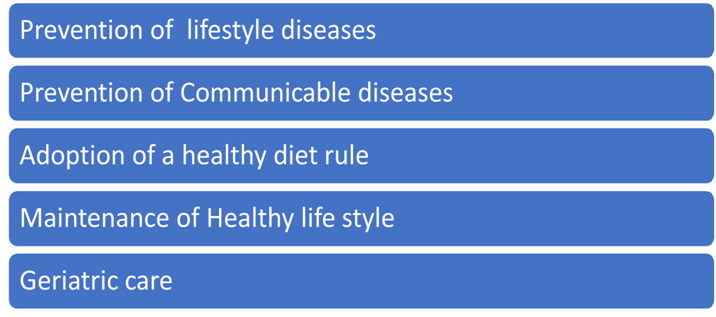 Prevention of  lifestyle diseases
Prevention of Communicable diseases
Adoption of a healthy diet rule
Maintenance of Healthy life style
Geriatric care